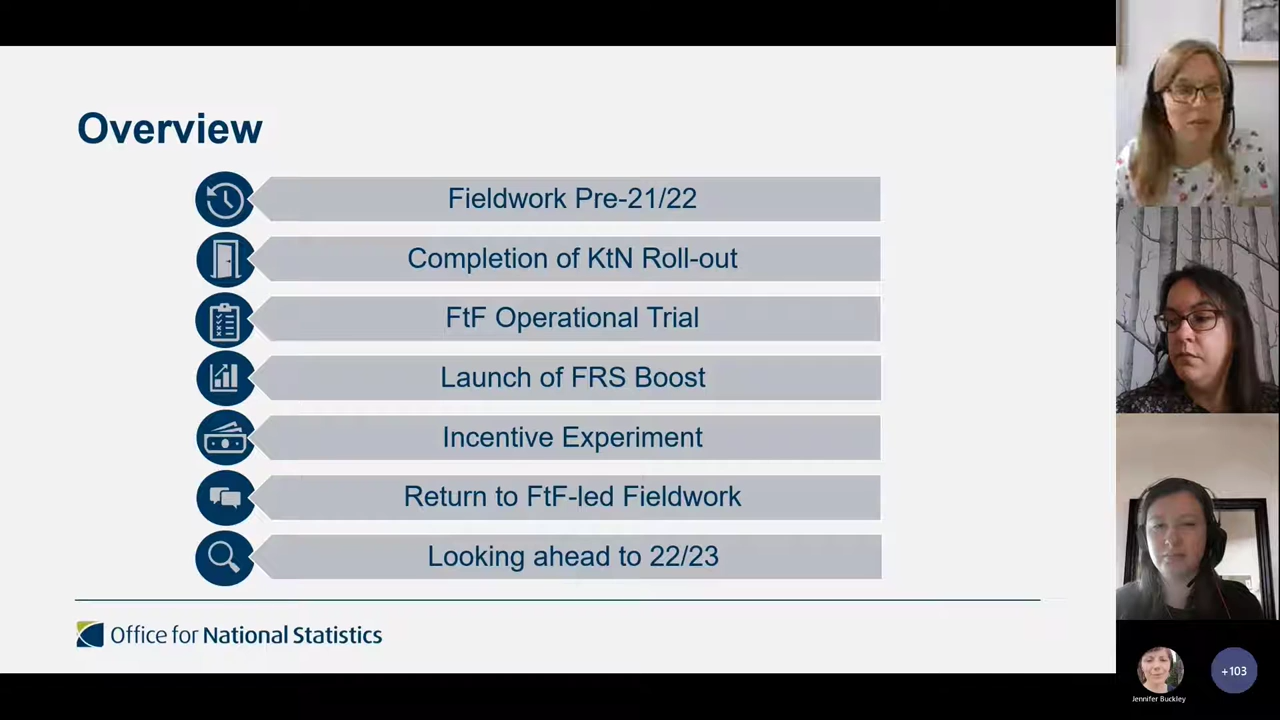 Overview
Fieldwork Pre-21/22
Completion of KtN Roll-out
FtF Operational Trial
Launch of FRS Boost
Incentive Experiment
Return to FtF-led Fieldwork
Looking ahead to 22/23
Office for National Statistics
+103
Jennifer Buckley